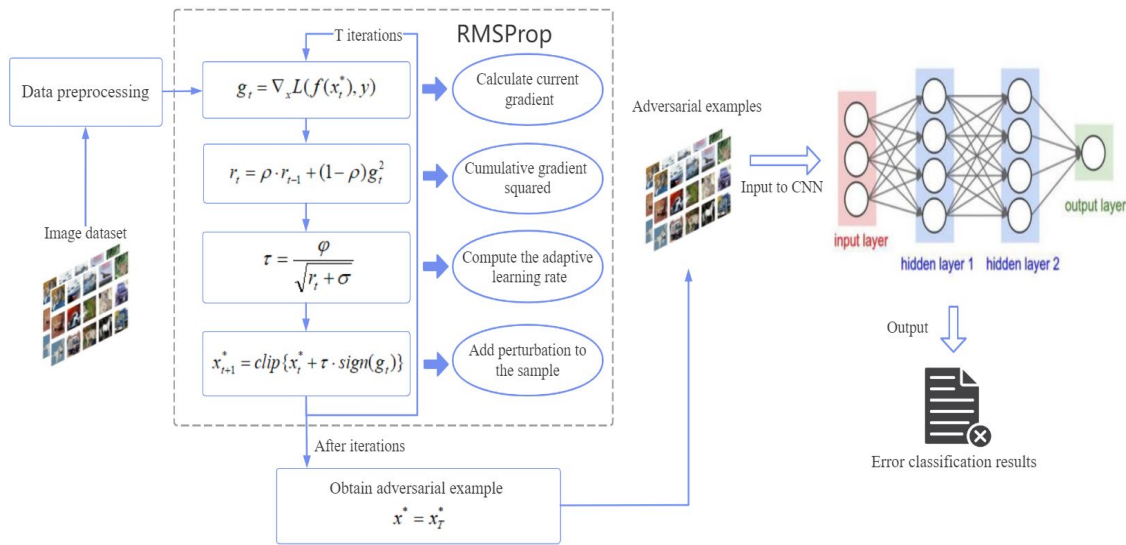 T iterations
RMSProp
Data preprocessing
g_t = ∇_x L(f(x_t^*), y)
Calculate current
gradient
r_t = ρ · r_{t-1} + (1-ρ)g_t^2
Cumulative gradient
squared
Image dataset
τ = φ / √(r_t + σ)
Compute the adaptive
learning rate
x_{t+1}^* = clip{x_t^* + τ · sign(g_t)}
Add perturbation to
the sample
After iterations
Obtain adversarial example
x^* = x_T^*
Adversarial examples
Input to CNN
input layer
hidden layer 1
hidden layer 2
output layer
Output
Error classification results